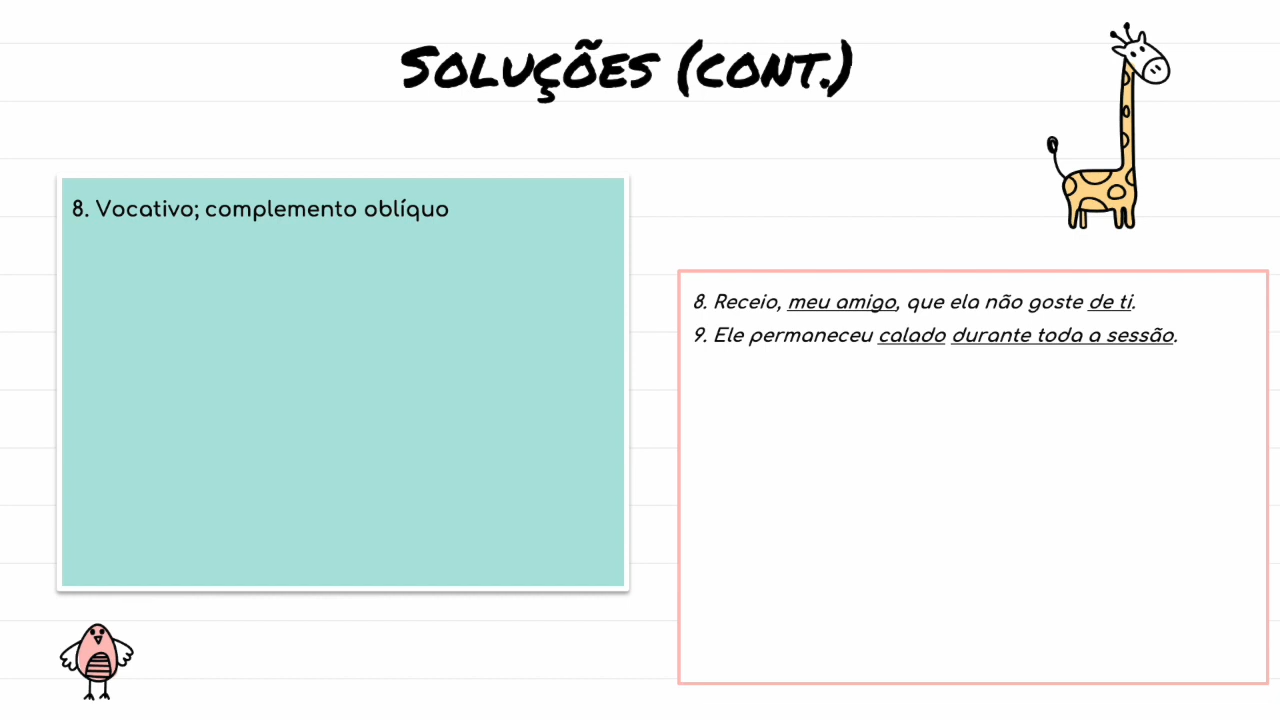 Soluções (cont.)
8. Vocativo; complemento oblíquo
8. Receio, meu amigo, que ela não goste de ti.
9. Ele permaneceu calado durante toda a sessão.